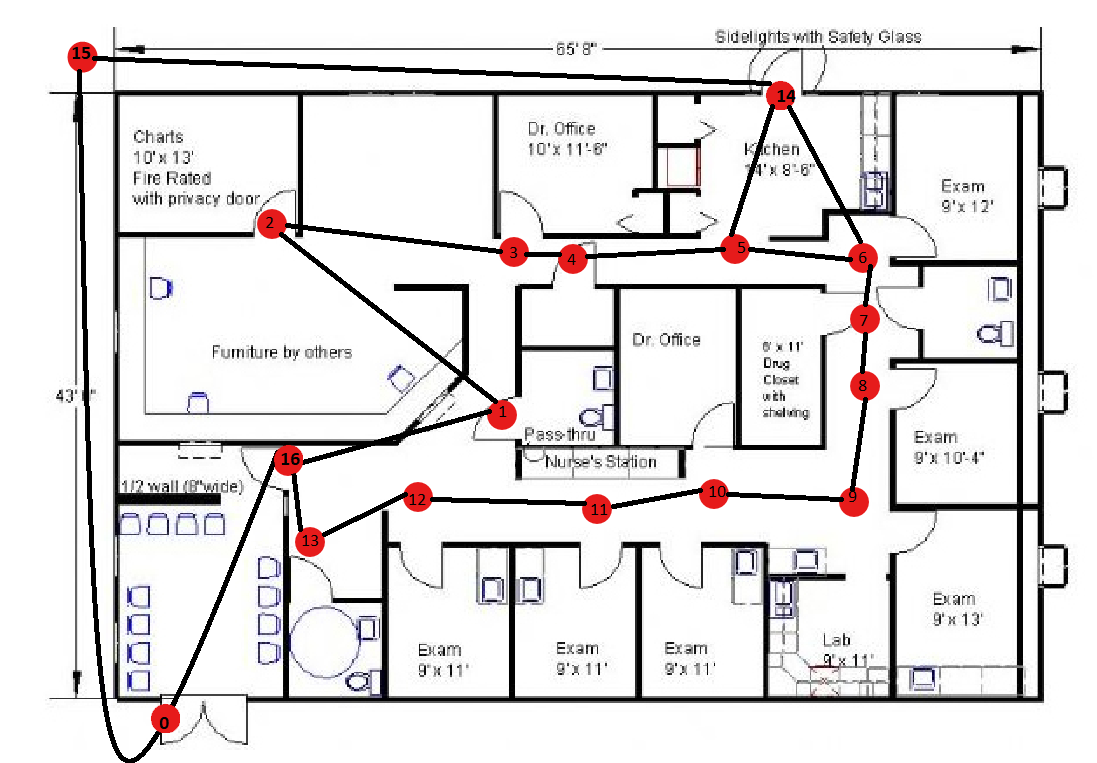 Sidelights with Safety Glass
15
65'8"
14
Charts
10'x 13'
Fire Rated
with privacy door
Dr. Office
10'x 11'-6"
Kitchen
14'x 8'-6"
Exam
9'x 12'
2
3
4
5
6
7
8
Furniture by others
Dr. Office
6' x 11'
Drug
Closet
with
shelving
1
Pass-thru
Nurse's Station
Exam
9'x 10'-4"
16
1/2 wall (8"wide)
12
11
10
9
13
Exam
9'x 11'
Exam
9'x 11'
Exam
9'x 11'
Lab
9'x 11'
Exam
9'x 13'
0